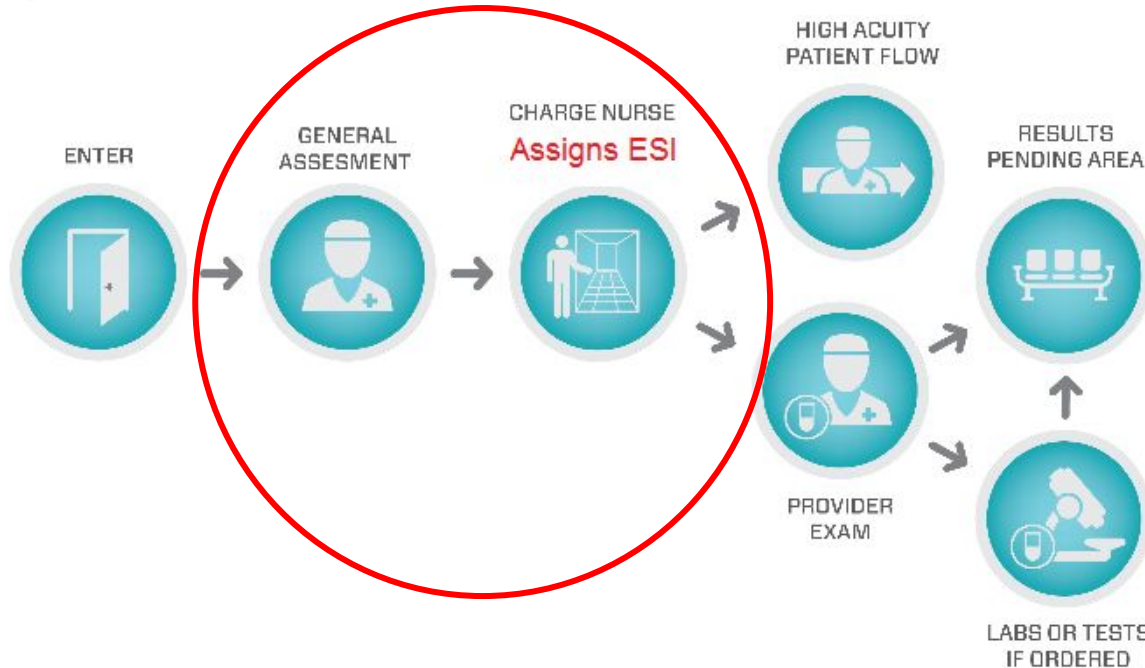 ENTER
GENERAL
ASSESMENT
CHARGE NURSE
Assigns ESI
HIGH ACUITY
PATIENT FLOW
PROVIDER
EXAM
RESULTS
PENDING AREA
LABS OR TESTS
IF ORDERED